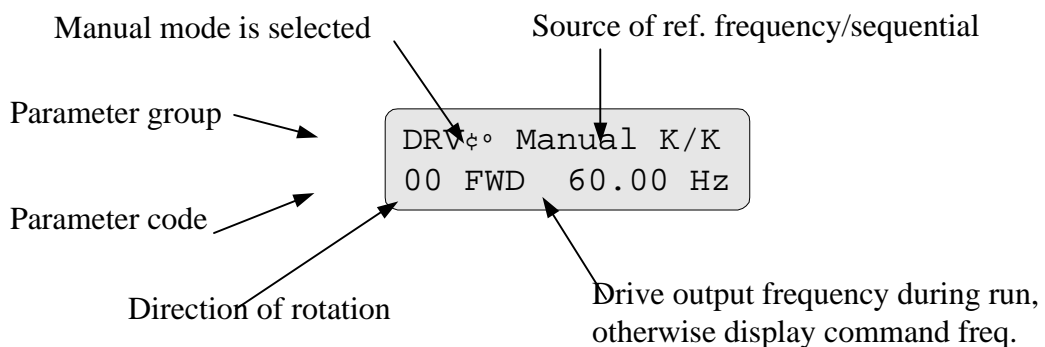 Manual mode is selected
Source of ref. frequency/sequential
Parameter group
DRV¢º Manual K/K
00 FWD 60.00 Hz
Parameter code
Direction of rotation
Drive output frequency during run,
otherwise display command freq.